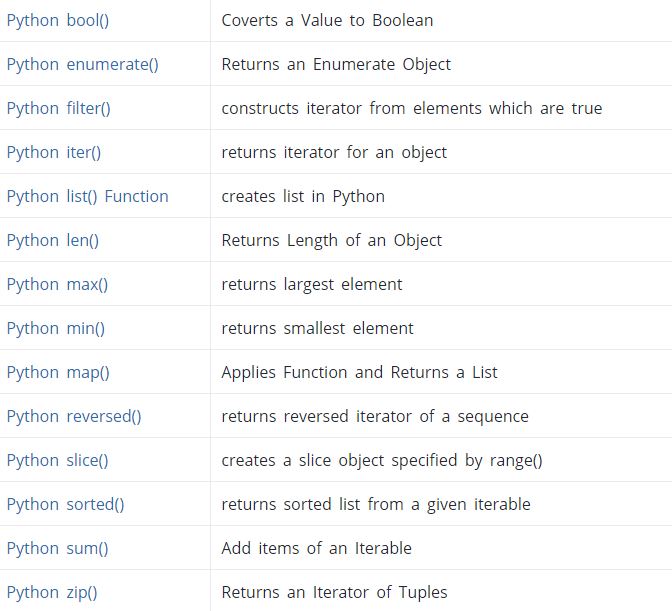 Python bool() Coverts a Value to Boolean
Python enumerate() Returns an Enumerate Object
Python filter() constructs iterator from elements which are true
Python iter() returns iterator for an object
Python list() Function creates list in Python
Python len() Returns Length of an Object
Python max() returns largest element
Python min() returns smallest element
Python map() Applies Function and Returns a List
Python reversed() returns reversed iterator of a sequence
Python slice() creates a slice object specified by range()
Python sorted() returns sorted list from a given iterable
Python sum() Add items of an Iterable
Python zip() Returns an Iterator of Tuples